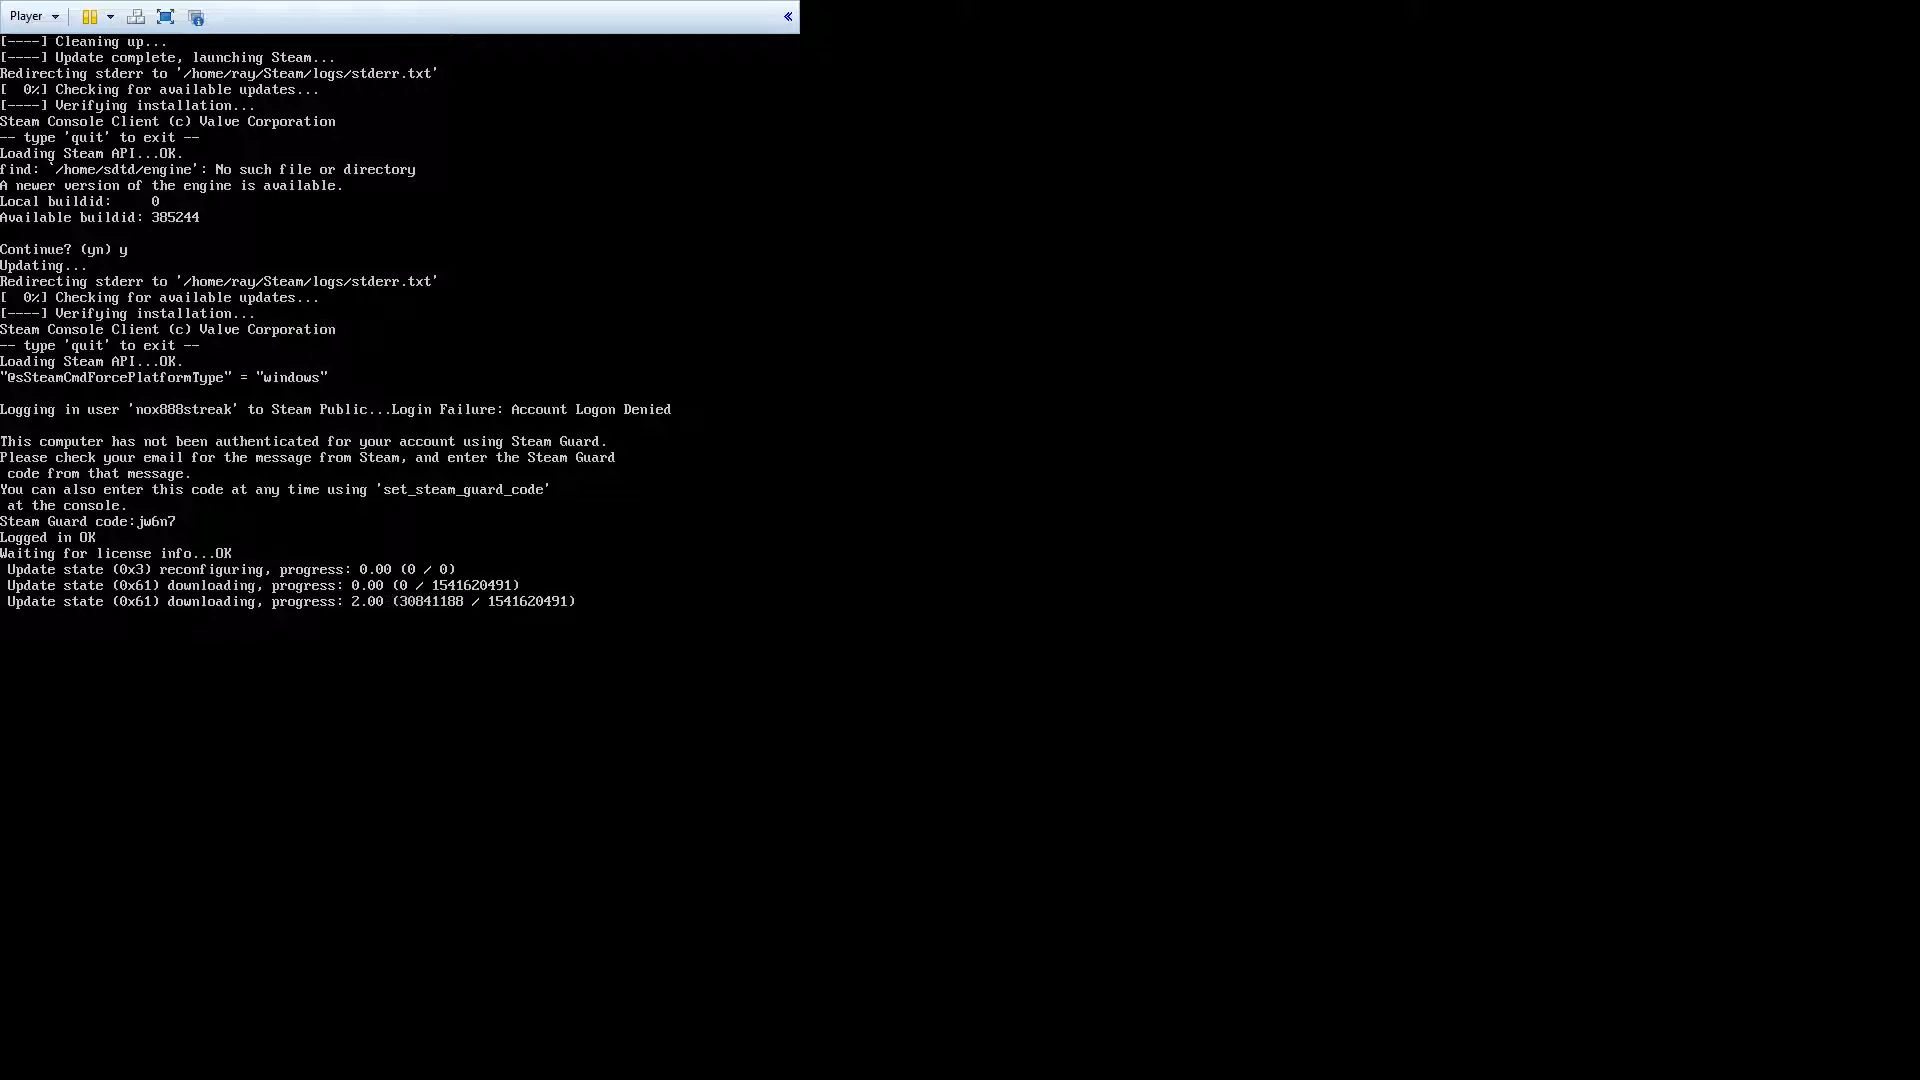 Player
[----] Cleaning up...
[----] Update complete, launching Steam...
Redirecting stderr to '/home/ray/Steam/logs/stderr.txt'
[  0%] Checking for available updates...
[----] Verifying installation...
Steam Console Client (c) Valve Corporation
-- type 'quit' to exit --
Loading Steam API...OK.
find: `/home/sdtd/engine': No such file or directory
A newer version of the engine is available.
Local buildid:     0
Available buildid: 385244
Continue? (yn) y
Updating...
Redirecting stderr to '/home/ray/Steam/logs/stderr.txt'
[  0%] Checking for available updates...
[----] Verifying installation...
Steam Console Client (c) Valve Corporation
-- type 'quit' to exit --
Loading Steam API...OK.
"@sSteamCmdForcePlatformType" = "windows"
Logging in user 'nox888streak' to Steam Public...Login Failure: Account Logon Denied
This computer has not been authenticated for your account using Steam Guard.
Please check your email for the message from Steam, and enter the Steam Guard
 code from that message.
You can also enter this code at any time using 'set_steam_guard_code'
 at the console.
Steam Guard code:jw6n7
Logged in OK
Waiting for license info...OK
 Update state (0x3) reconfiguring, progress: 0.00 (0 / 0)
 Update state (0x61) downloading, progress: 0.00 (0 / 1541620491)
 Update state (0x61) downloading, progress: 2.00 (30841188 / 1541620491)